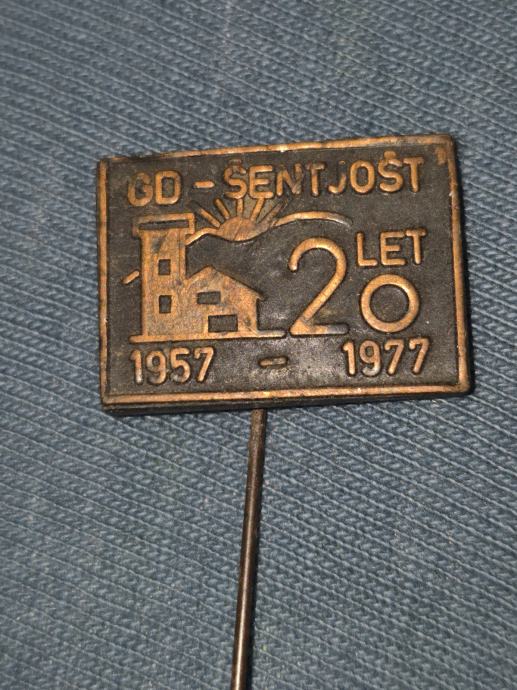 GD - ŠENTJOŠT
20 LET
1957 - 1977